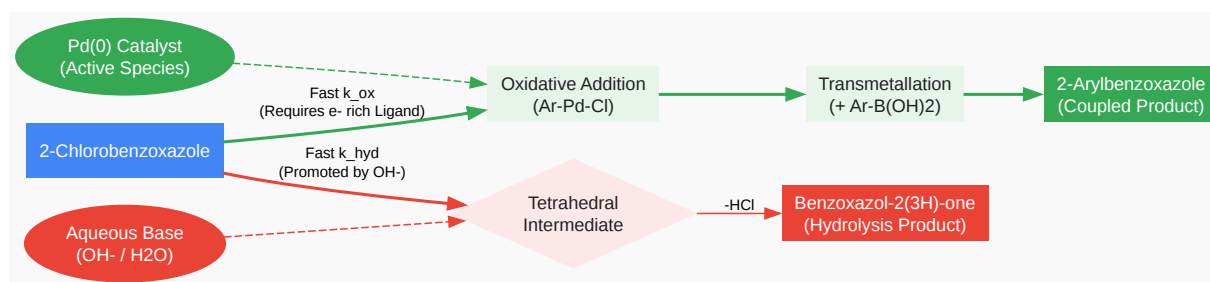 Pd(0) Catalyst
(Active Species)
Fast k_ox
(Requires e- rich Ligand)
Oxidative Addition
(Ar-Pd-Cl)
Transmetallation
(+ Ar-B(OH)2)
2-Arylbenzoxazole
(Coupled Product)
2-Chlorobenzoxazole
Fast k_hyd
(Promoted by OH-)
Aqueous Base
(OH- / H2O)
Tetrahedral
Intermediate
-HCl
Benzoxazol-2(3H)-one
(Hydrolysis Product)